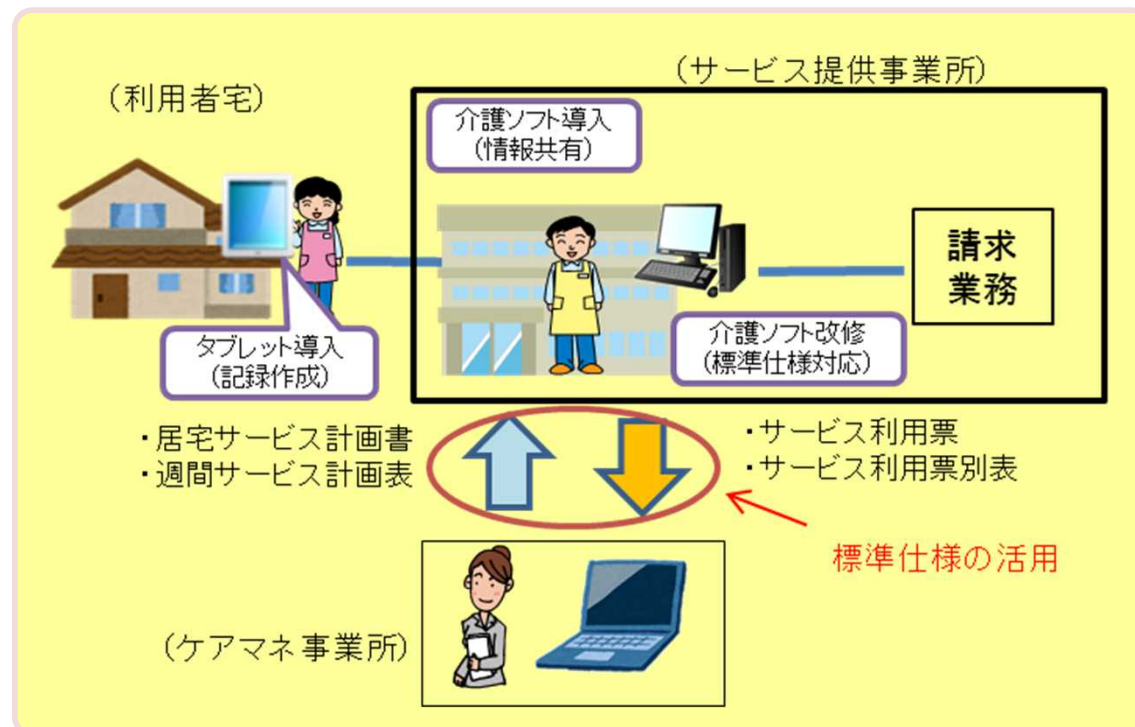 (サービス提供事業所)
(利用者宅)
介護ソフト導入
(情報共有)
請求
業務
タブレット導入
(記録作成)
介護ソフト改修
(標準仕様対応)
・居宅サービス計画書
・週間サービス計画表
・サービス利用票
・サービス利用票別表
標準仕様の活用
(ケアマネ事業所)